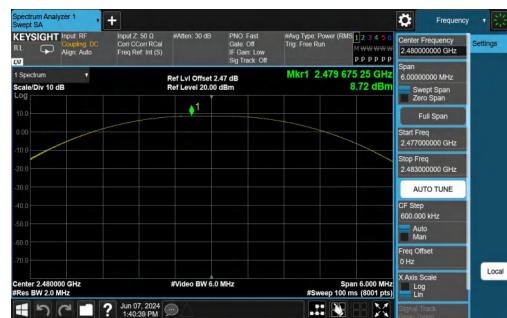 Spectrum Analyzer 1
Swept SA
Frequency
KEYSIGHT
Input: RF
Input Z: 50 Ω
#Atten: 30 dB
PNO: Fast
#Avg Type: Power (RMS)
1 2 3 4 5 6
RL
Coupling: DC
Corr CCorr RCal
Gate: Off
Trig: Free Run
M W W W W W
Align: Auto
Freq Ref: Int (S)
IF Gain: Low
Sig Track: Off
P P P P P P
LXI
1 Spectrum
Ref Lvl Offset 2.47 dB
Mkr1 2.479 675 25 GHz
Scale/Div 10 dB
Ref Level 20.00 dBm
8.72 dBm
Log
1
10.0
0.00
-10.0
-20.0
-30.0
-40.0
-50.0
-60.0
-70.0
Center 2.480000 GHz
#Video BW 6.0 MHz
Span 6.000 MHz
#Res BW 2.0 MHz
#Sweep 100 ms (8001 pts)
Jun 07, 2024
1:40:39 PM
Center Frequency
2.480000000 GHz
Settings
Span
6.00000000 MHz
Swept Span
Zero Span
Full Span
Start Freq
2.477000000 GHz
Stop Freq
2.483000000 GHz
AUTO TUNE
CF Step
600.000 kHz
Auto
Man
Freq Offset
0 Hz
X Axis Scale
Log
Lin
Local
Signal Track